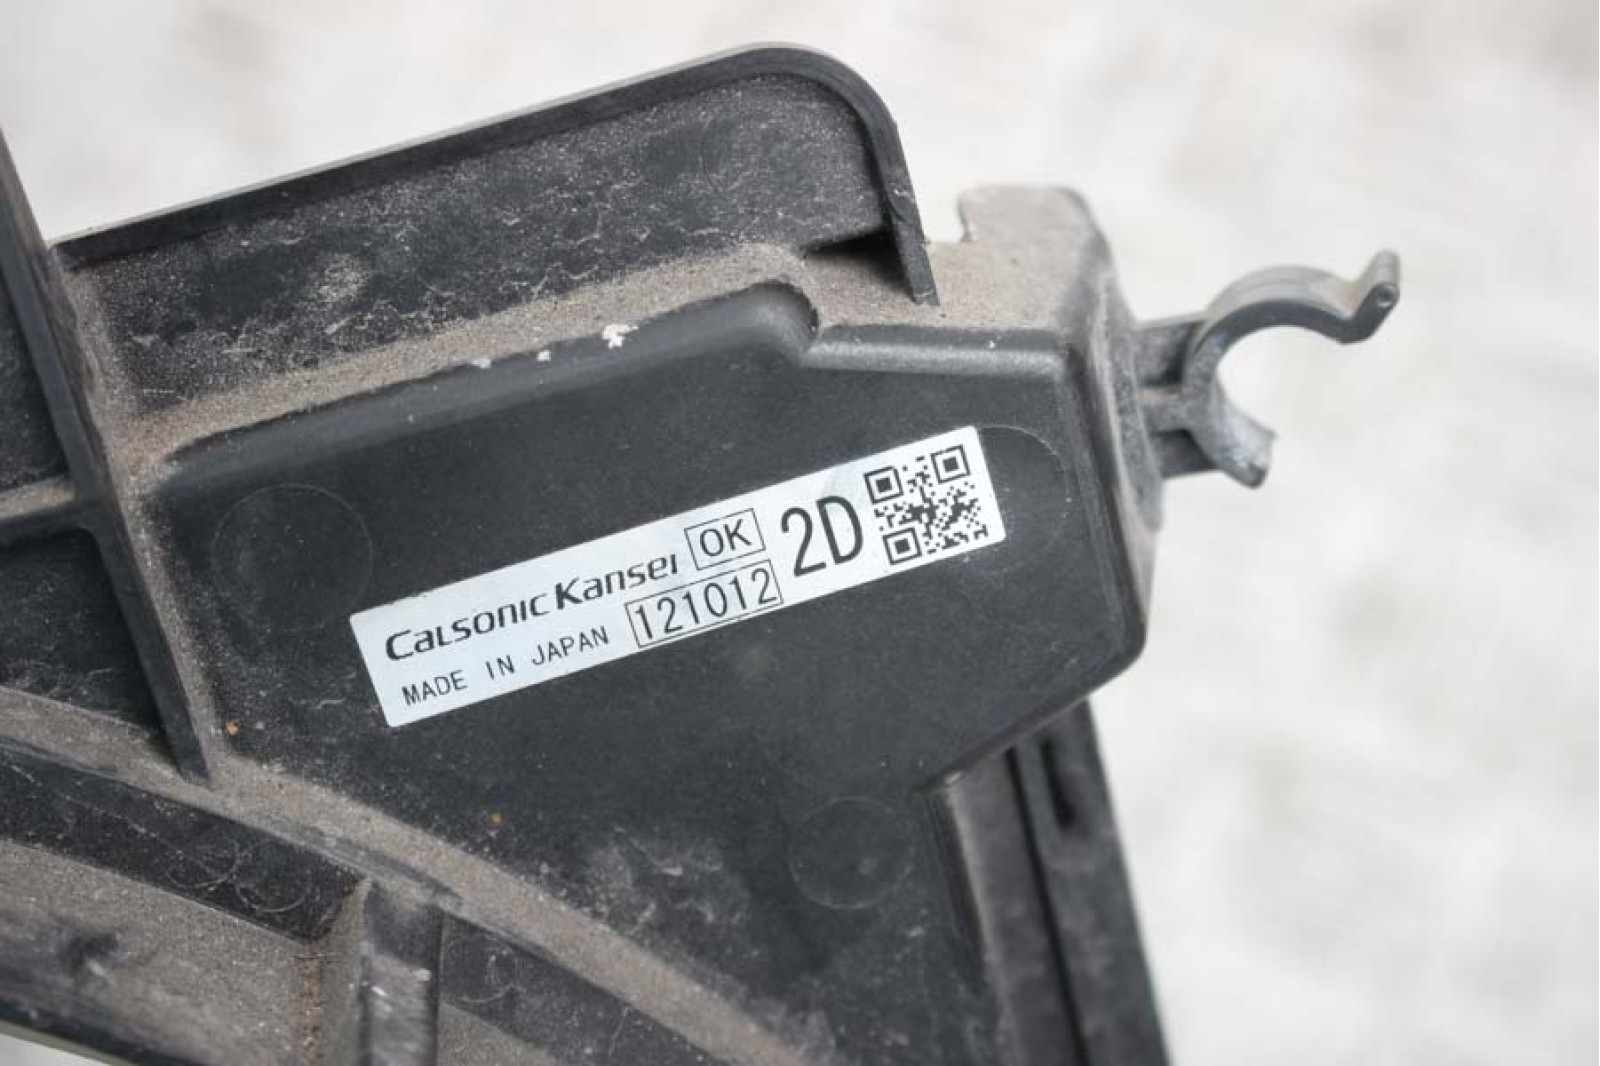 Calsonic Kansei OK 2D
MADE IN JAPAN 121012